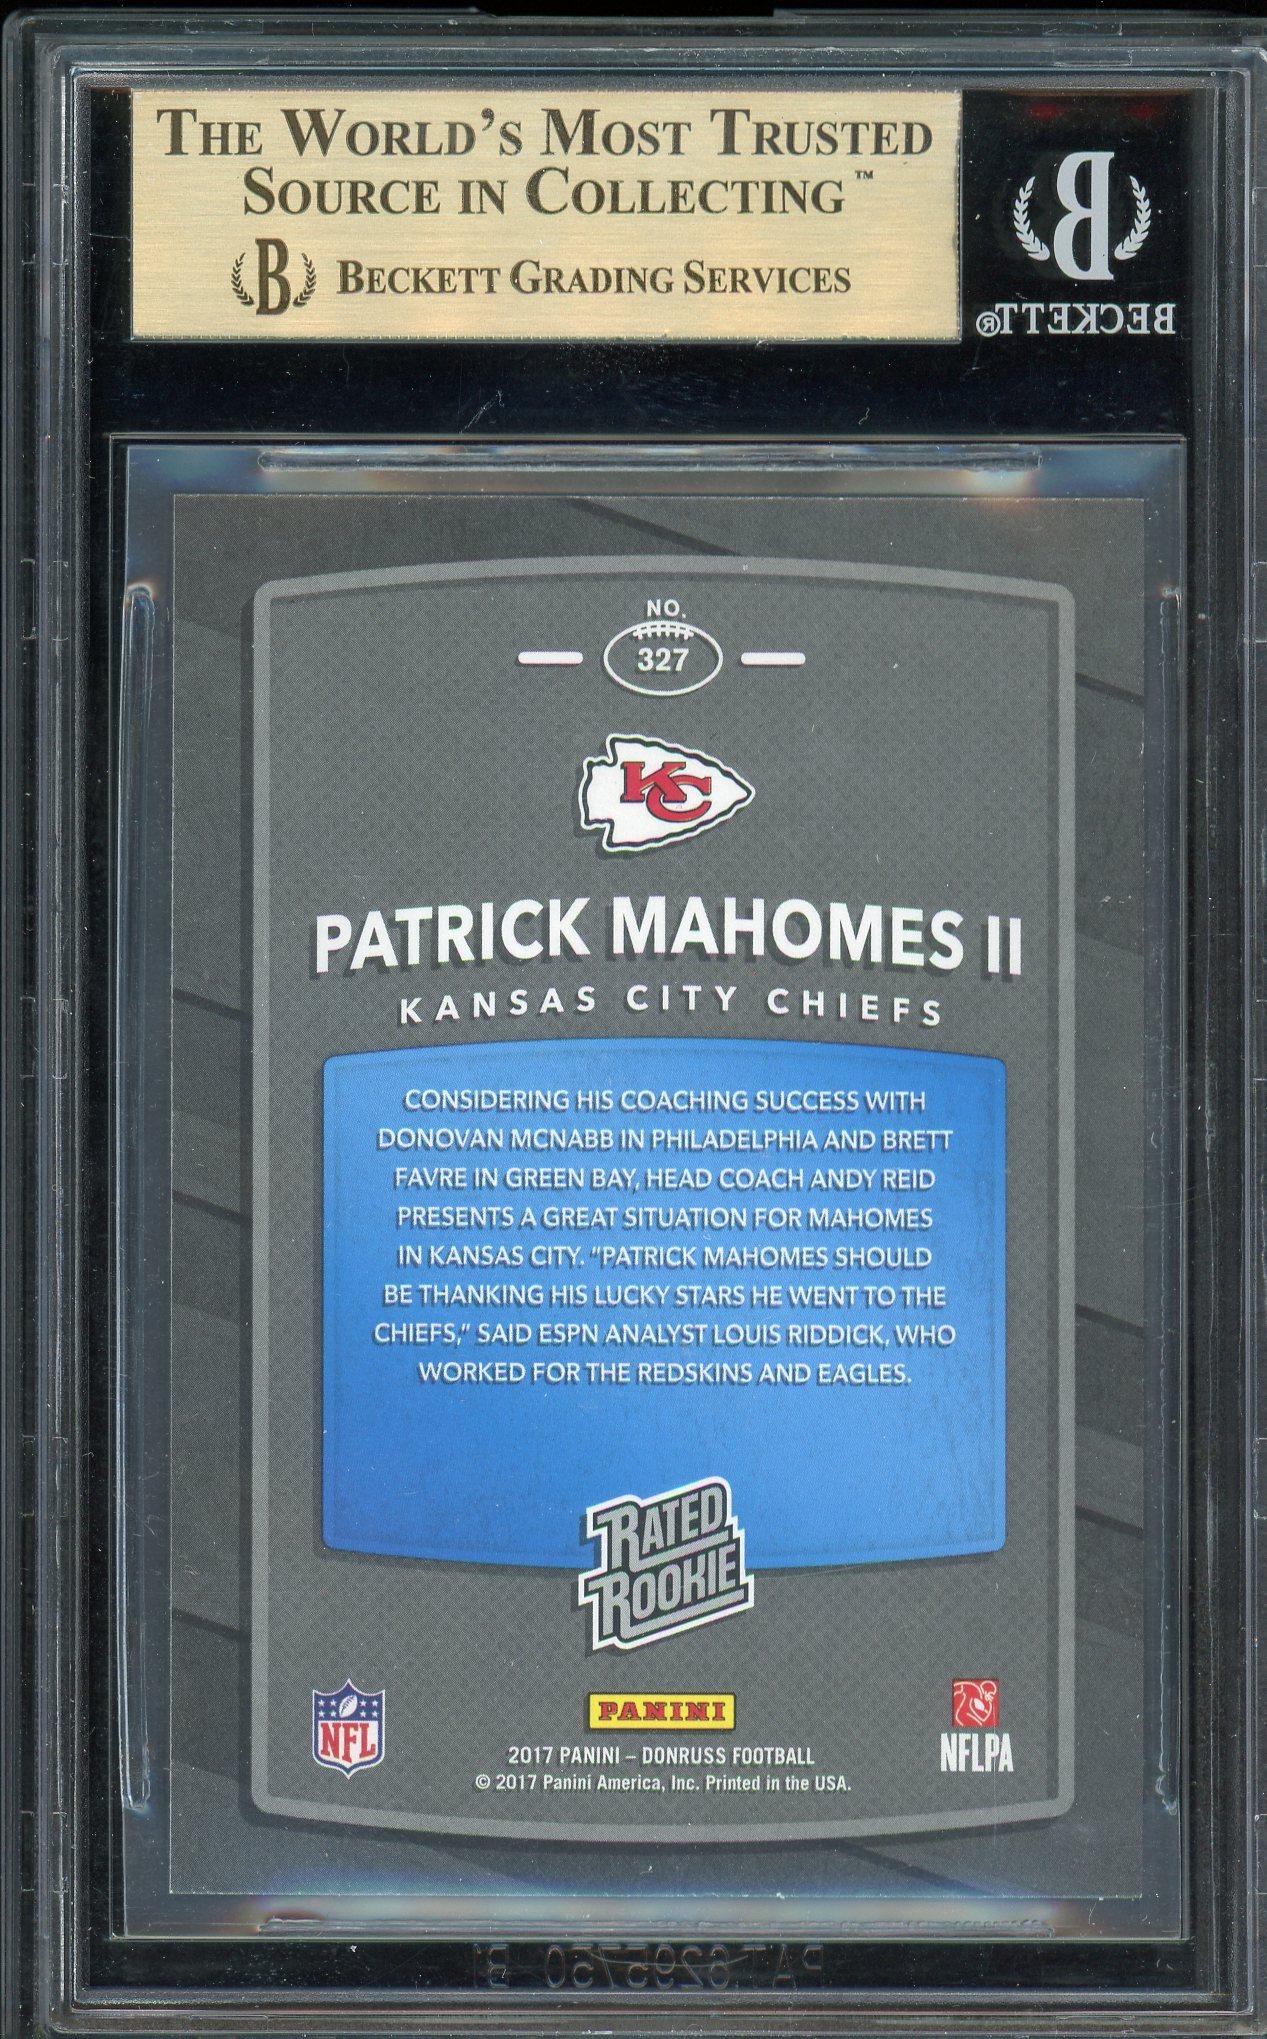 THE WORLD'S MOST TRUSTED
SOURCE IN COLLECTING™
B BECKETT GRADING SERVICES
B
BECKETT®
NO.
327
KC
PATRICK MAHOMES II
KANSAS CITY CHIEFS
CONSIDERING HIS COACHING SUCCESS WITH
DONOVAN MCNABB IN PHILADELPHIA AND BRETT
FAVRE IN GREEN BAY, HEAD COACH ANDY REID
PRESENTS A GREAT SITUATION FOR MAHOMES
IN KANSAS CITY. "PATRICK MAHOMES SHOULD
BE THANKING HIS LUCKY STARS HE WENT TO THE
CHIEFS," SAID ESPN ANALYST LOUIS RIDDICK, WHO
WORKED FOR THE REDSKINS AND EAGLES.
RATED
ROOKIE
NFL
PANINI
NFLPA
2017 PANINI – DONRUSS FOOTBALL
© 2017 Panini America, Inc. Printed in the USA.
PAT 6295750 B1